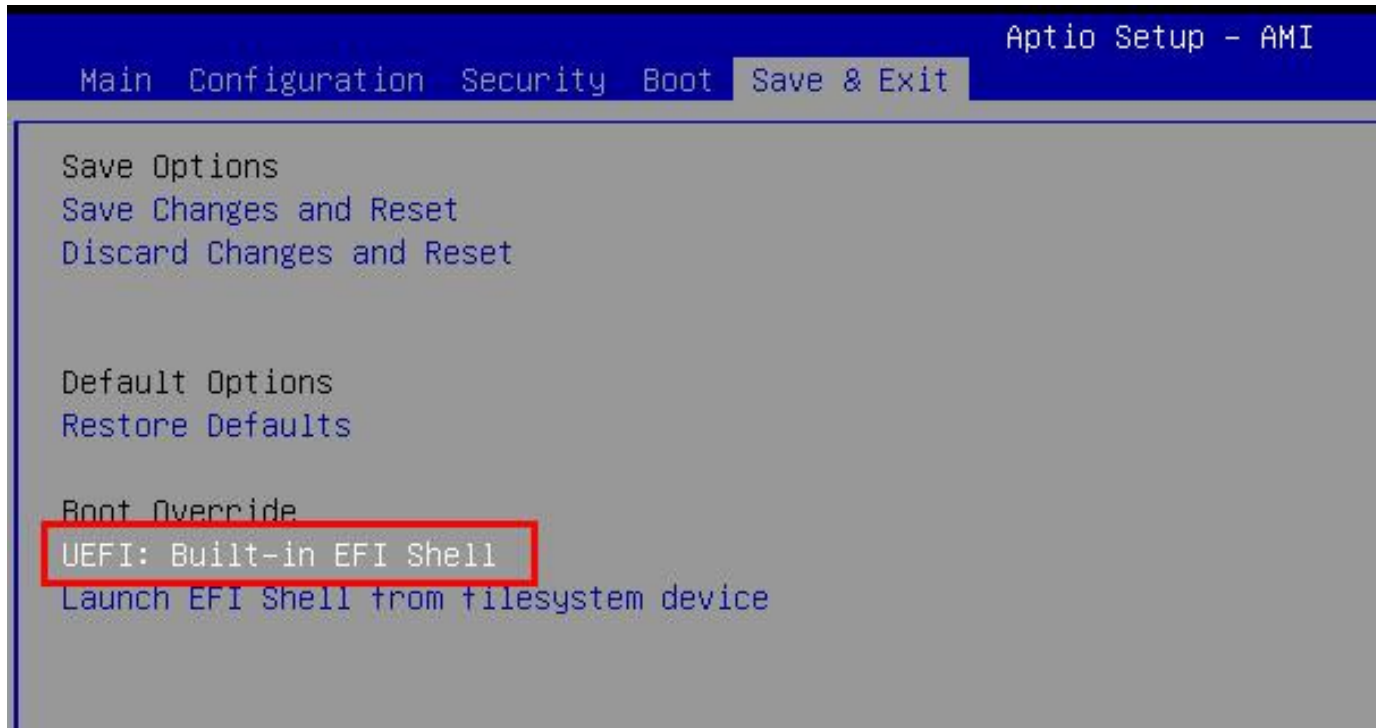 Aptio Setup - AMI
Main Configuration Security Boot Save & Exit
Save Options
Save Changes and Reset
Discard Changes and Reset
Default Options
Restore Defaults
Boot Override
UEFI: Built-in EFI Shell
Launch EFI Shell from filesystem device